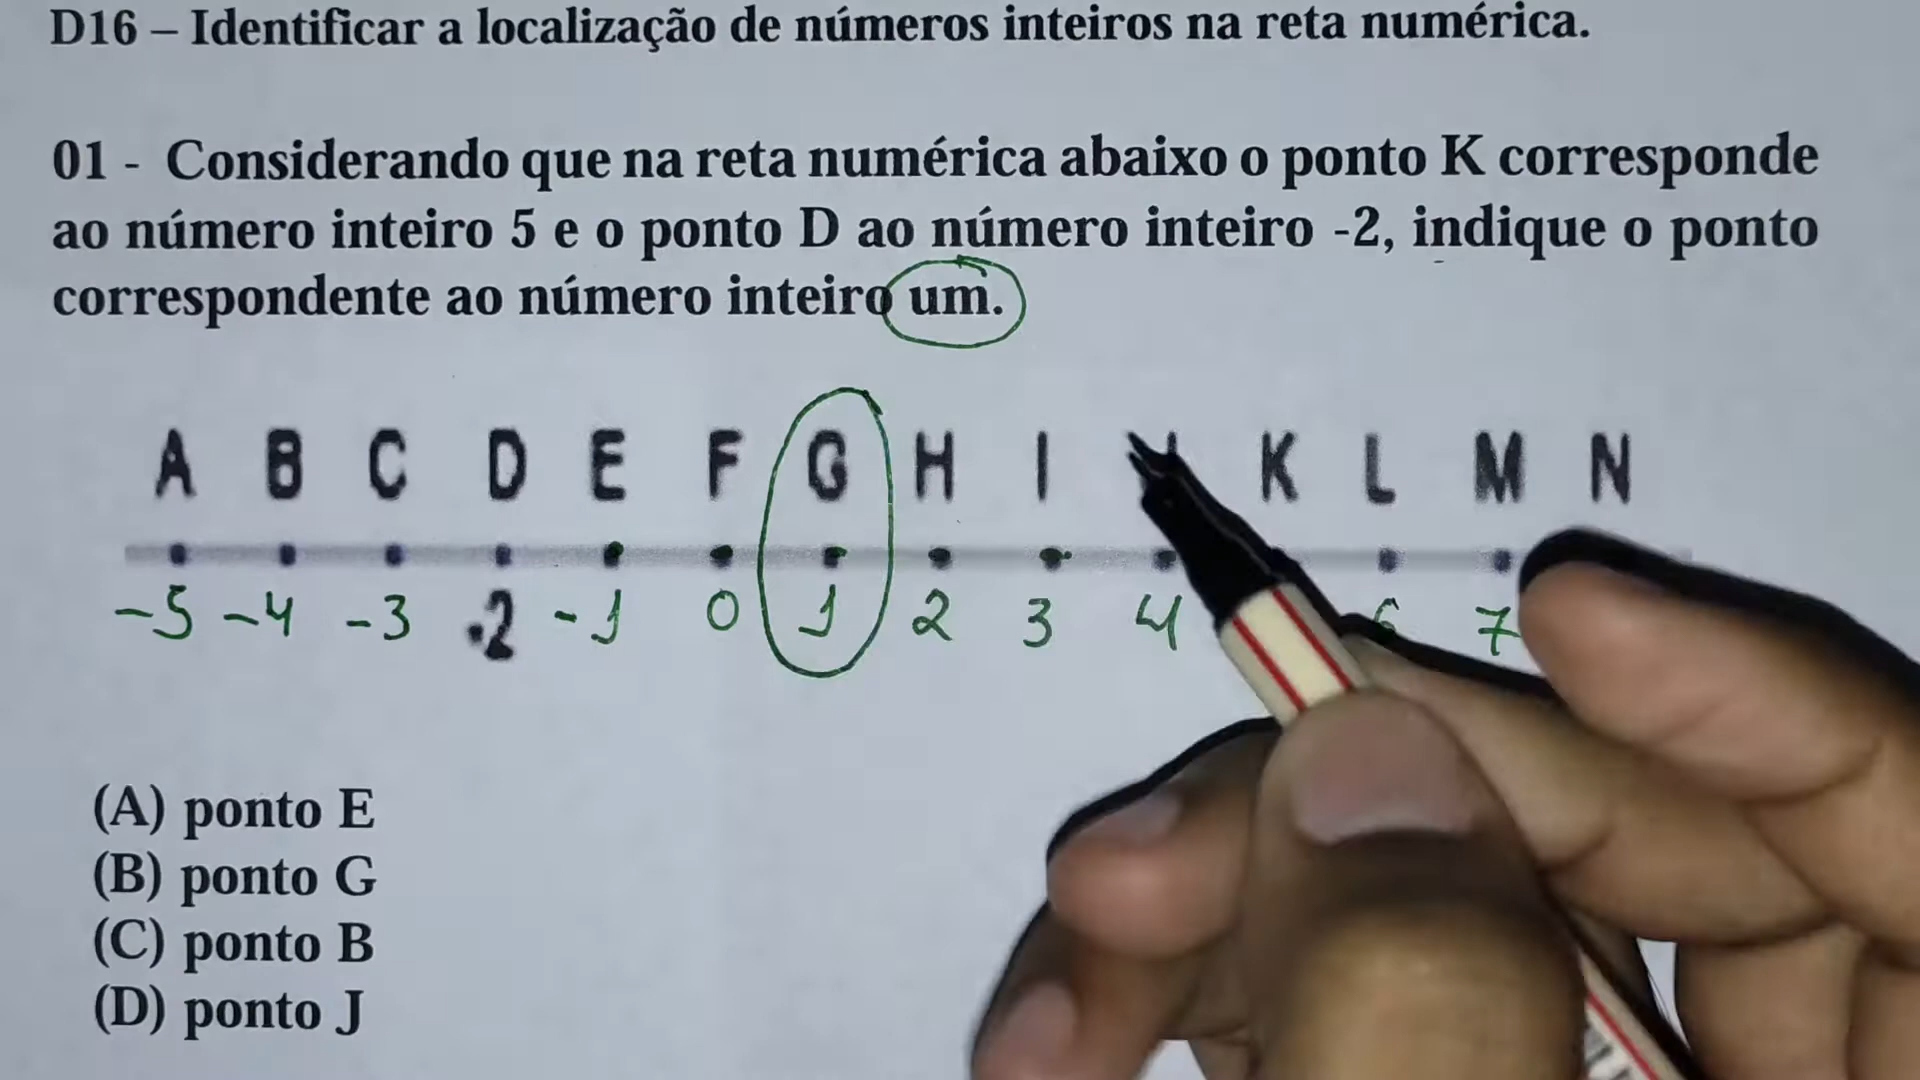 D16 – Identificar a localização de números inteiros na reta numérica.
01 - Considerando que na reta numérica abaixo o ponto K corresponde
ao número inteiro 5 e o ponto D ao número inteiro -2, indique o ponto
correspondente ao número inteiro um.
A B C D E F G H I K L M N
-5 -4 -3 -2 -1 0 1 2 3 4 7
(A) ponto E
(B) ponto G
(C) ponto B
(D) ponto J